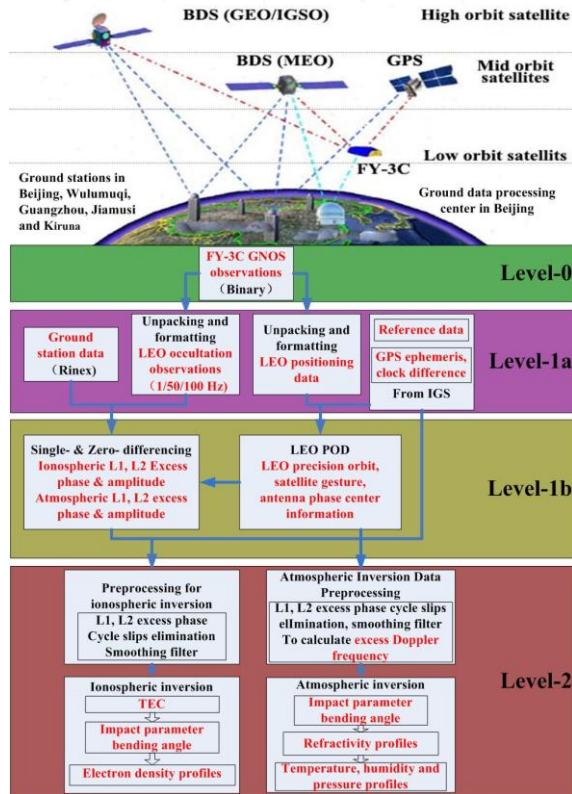 BDS (GEO/IGSO)
High orbit satellite
BDS (MEO)
GPS
Mid orbit
satellites
Low orbit satellits
FY-3C
Ground stations in
Beijing, Wulumuqi,
Guangzhou, Jiamusi
and Kiruna
Ground data processing
center in Beijing
FY-3C GNOS
observations
(Binary)
Level-0
Ground
station data
(Rinex)
Unpacking and
formatting
LEO occultation
observations
(1/50/100 Hz)
Unpacking and
formatting
LEO positioning
data
Reference data
GPS ephemeris,
clock difference
From IGS
Level-1a
Single- & Zero- differencing
Ionospheric L1, L2 Excess
phase & amplitude
Atmospheric L1, L2 excess
phase & amplitude
LEO POD
LEO precision orbit,
satellite gesture,
antenna phase center
information
Level-1b
Preprocessing for
ionospheric inversion
L1, L2 excess phase
Cycle slips elimination
Smoothing filter
Atmospheric Inversion Data
Preprocessing
L1, L2 excess phase cycle slips
elImination, smoothing filter
To calculate excess Doppler
frequency
Level-2
Ionospheric inversion
TEC
Impact parameter
bending angle
Electron density profiles
Atmospheric inversion
Impact parameter
bending angle
Refractivity profiles
Temperature, humidity and
pressure profiles